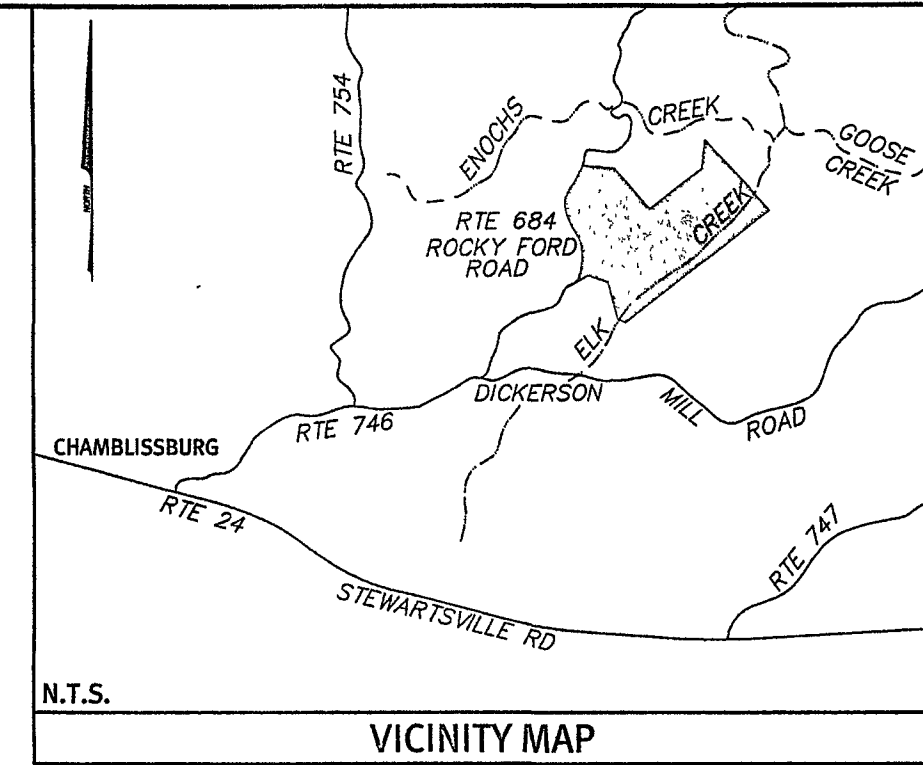 RTE 754
ENOCHS
CREEK
GOOSE
CREEK
NORTH
RTE 684
ROCKY FORD
ROAD
CREEK
ELK
DICKERSON
MILL
ROAD
RTE 746
CHAMBLISSBURG
RTE 24
RTE 747
STEWARTSVILLE RD
N.T.S.
VICINITY MAP